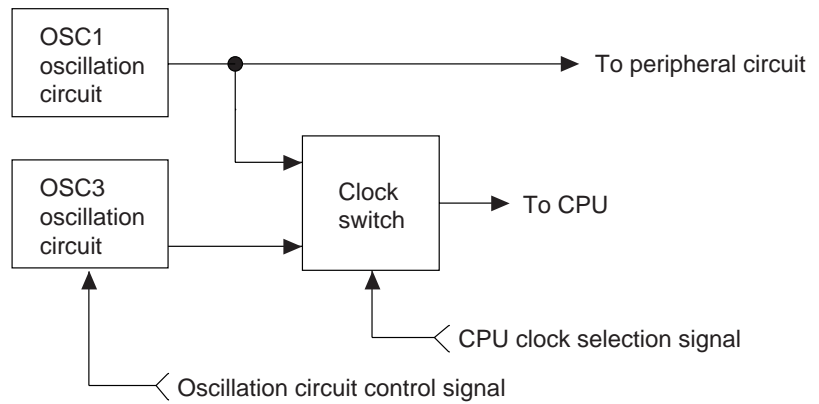 OSC1
oscillation
circuit
To peripheral circuit
OSC3
oscillation
circuit
Clock
switch
To CPU
CPU clock selection signal
Oscillation circuit control signal